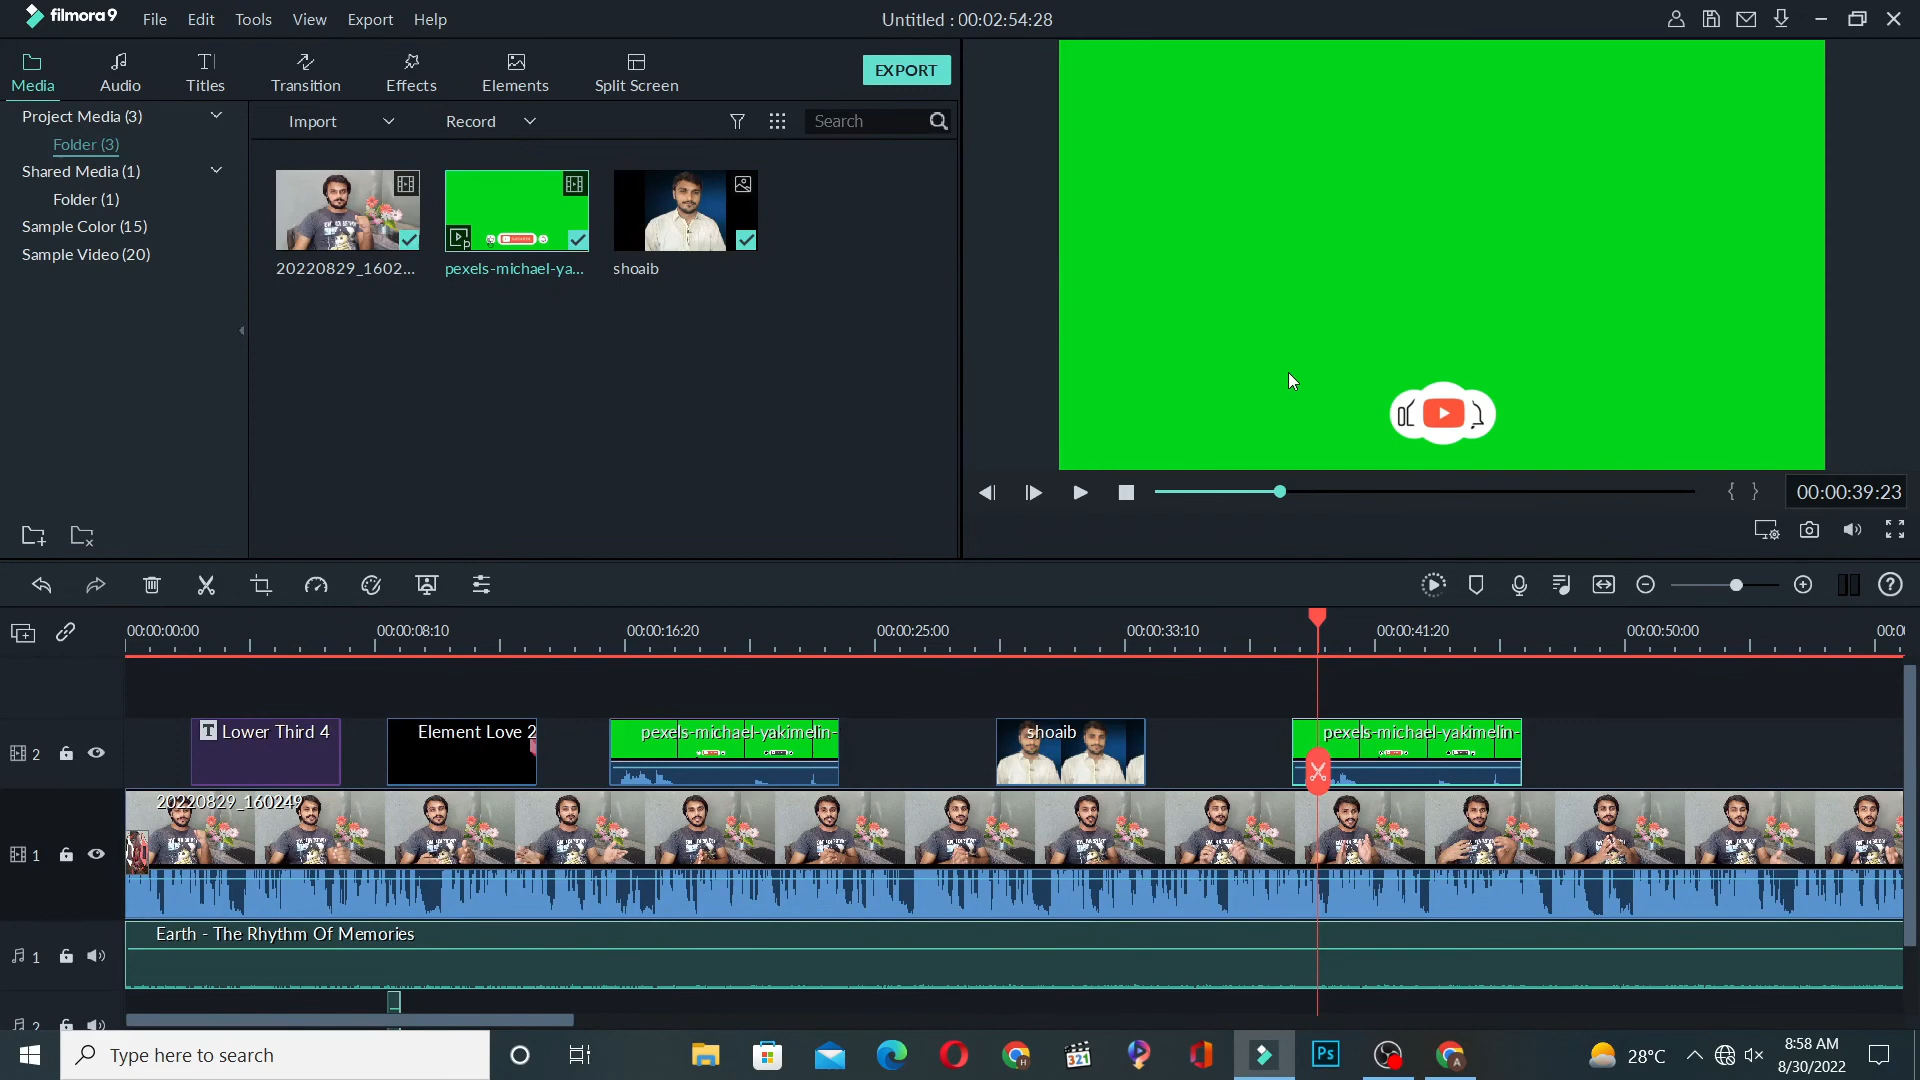 filmora9
File Edit Tools View Export Help
Untitled : 00:02:54:28
Media Audio Titles Transition Effects Elements Split Screen
EXPORT
Project Media (3)
Folder (3)
Shared Media (1)
Folder (1)
Sample Color (15)
Sample Video (20)
Import Record Search
20220829_1602... pexels-michael-ya... shoaib
00:00:39:23
00:00:00:00 00:00:08:10 00:00:16:20 00:00:25:00 00:00:33:10 00:00:41:20 00:00:50:00 00:0
2
T Lower Third 4
Element Love 2
pexels-michael-yakimelin-
shoaib
pexels-michael-yakimelin-
1
20220829_160249
1
Earth - The Rhythm Of Memories
2
Type here to search
321
Ps
A
28°C
8:58 AM
8/30/2022